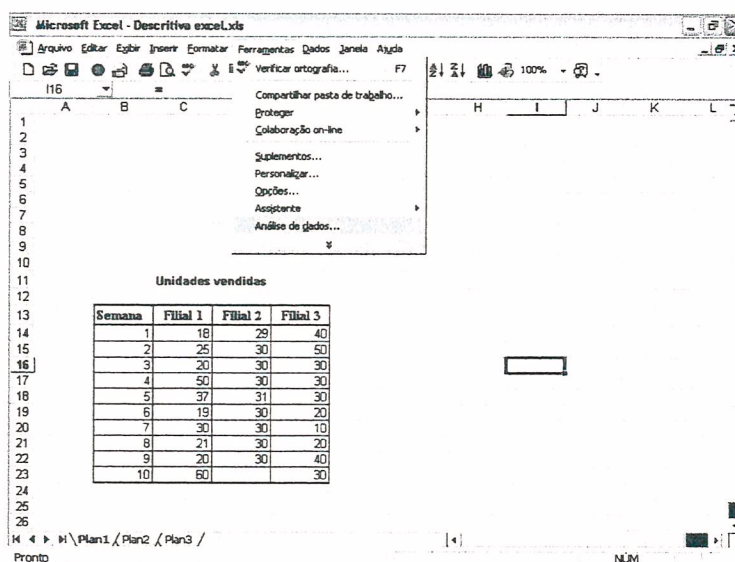 Microsoft Excel - Descritiva excel.xls
Arquivo Editar Exibir Inserir Formatar Ferramentas Dados Janela Ajuda
100%
I16 =
Verificar ortografia... F7
Compartilhar pasta de trabalho...
Proteger
Colaboração on-line
Suplementos...
Personalizar...
Opções...
Assistente
Análise de dados...
A B C H I J K L
1
2
3
4
5
6
7
8
9
10
11 Unidades vendidas
12
13 Semana Filial 1 Filial 2 Filial 3
14 1 18 29 40
15 2 25 30 50
16 3 20 30 30
17 4 50 30 30
18 5 37 31 30
19 6 19 30 20
20 7 30 30 10
21 8 21 30 20
22 9 20 30 40
23 10 60 30
24
25
26
Plan1 Plan2 Plan3
Pronto NÚM